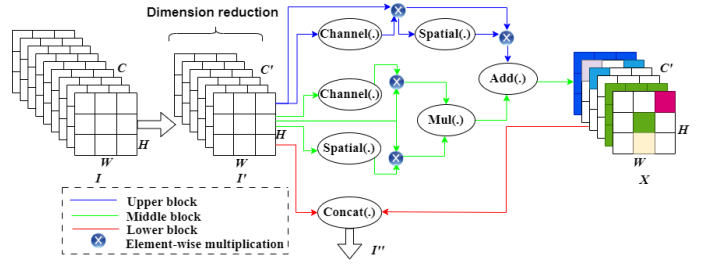 Dimension reduction
Channel(.)
Spatial(.)
C
C'
C'
Add(.)
Channel(.)
Mul(.)
H
H
H
Spatial(.)
W
W
W
I
I'
X
Upper block
Middle block
Lower block
Element-wise multiplication
Concat(.)
I''